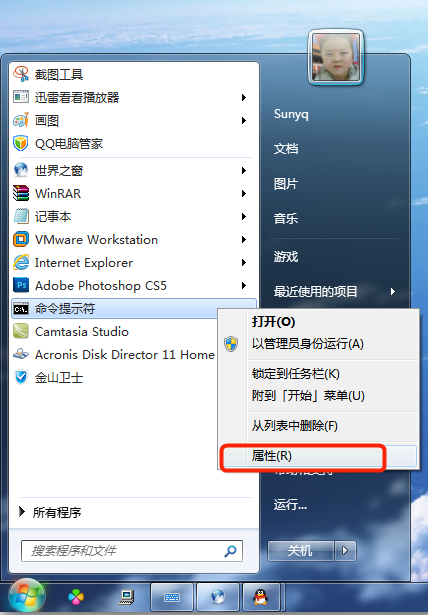 截图工具
迅雷看看播放器
画图
QQ电脑管家
世界之窗
WinRAR
记事本
VMware Workstation
Internet Explorer
Adobe Photoshop CS5
命令提示符
Camtasia Studio
Acronis Disk Director 11 Home
金山卫士
所有程序
搜索程序和文件
Sunyq
文档
图片
音乐
游戏
最近使用的项目
打开(O)
以管理员身份运行(A)
锁定到任务栏(K)
附到「开始」菜单(U)
从列表中删除(F)
属性(R)
运行...
关机